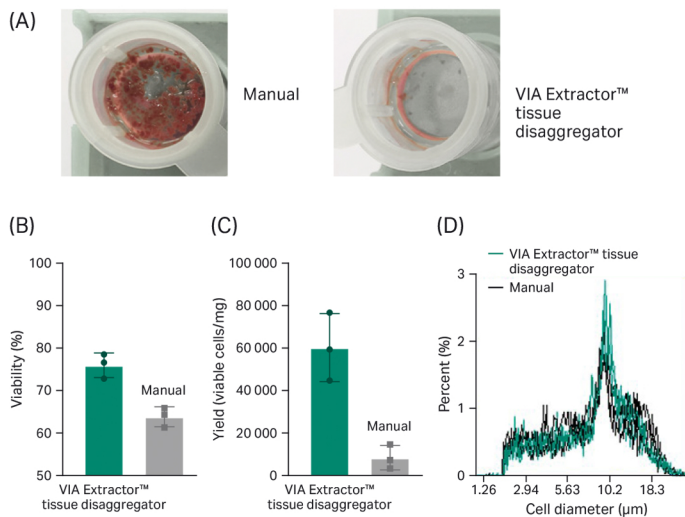 (A)
Manual
VIA Extractor™
tissue
disaggregator
(B)
Viability (%)
100
90
80
70
60
50
Manual
VIA Extractor™
tissue disaggregator
(C)
Yield (viable cells/mg)
100 000
80 000
60 000
40 000
20 000
0
Manual
VIA Extractor™
tissue disaggregator
(D)
VIA Extractor™ tissue
disaggregator
Manual
Percent (%)
3
2
1
0
1.26 2.94 5.63 10.2 18.3
Cell diameter (µm)